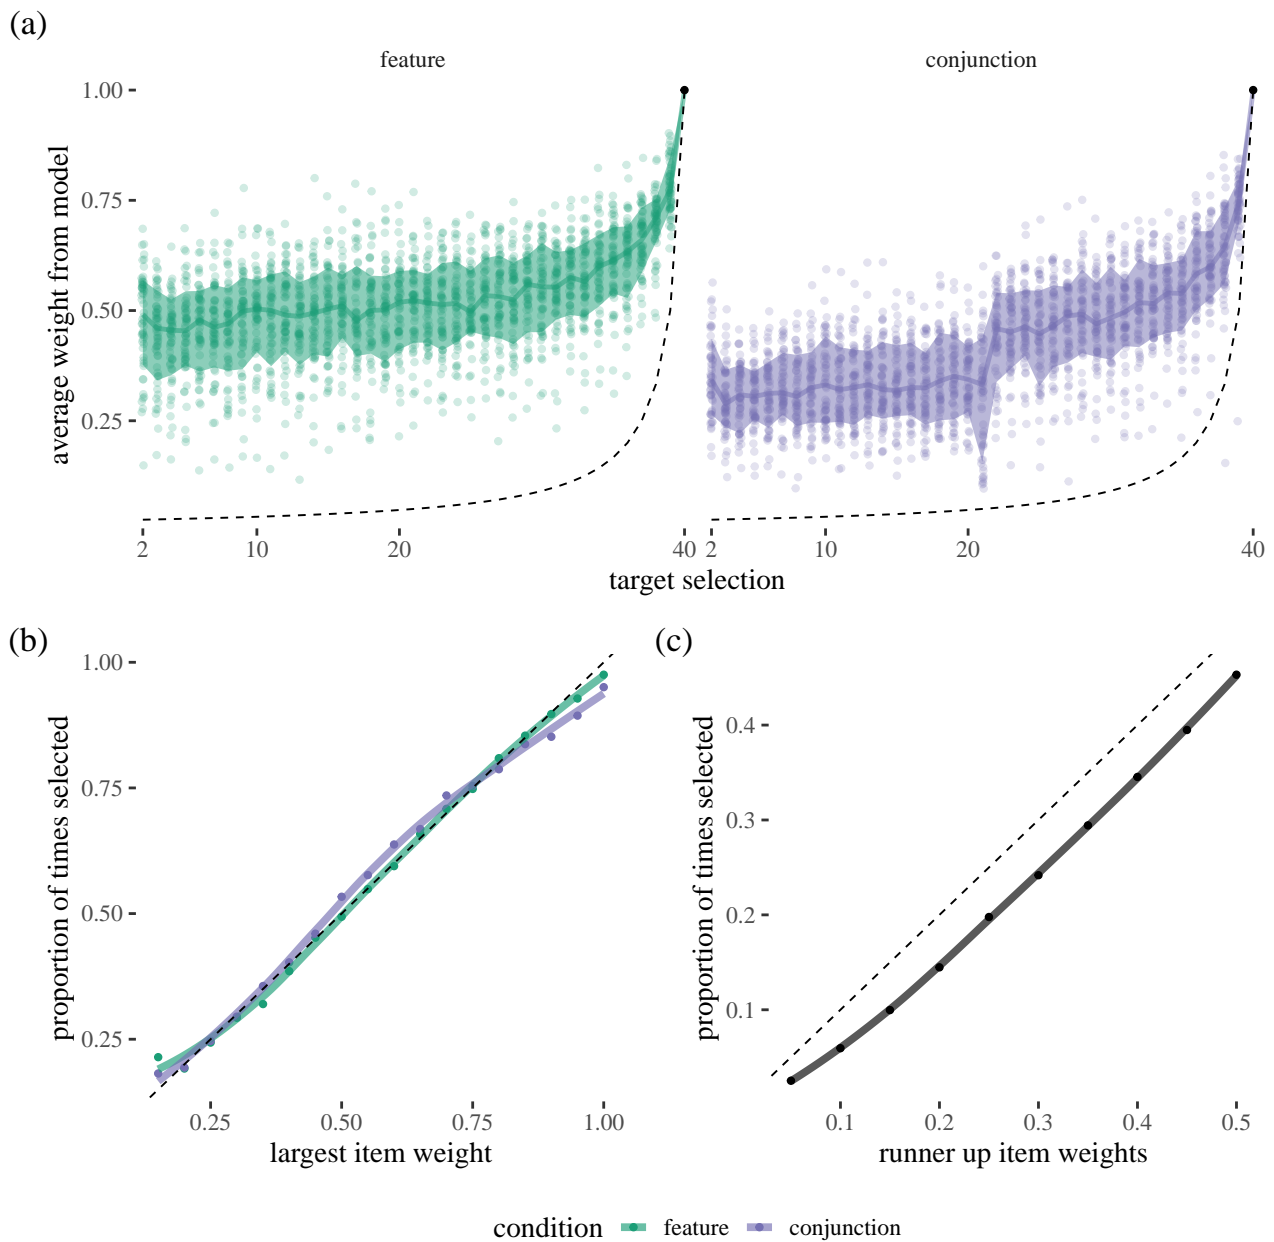 (a)
feature
conjunction
average weight from model
1.00
0.75
0.50
0.25
2 10 20 40
2 10 20 40
target selection
(b)
proportion of times selected
1.00
0.75
0.50
0.25
0.25 0.50 0.75 1.00
largest item weight
(c)
proportion of times selected
0.4
0.3
0.2
0.1
0.1 0.2 0.3 0.4 0.5
runner up item weights
condition feature conjunction